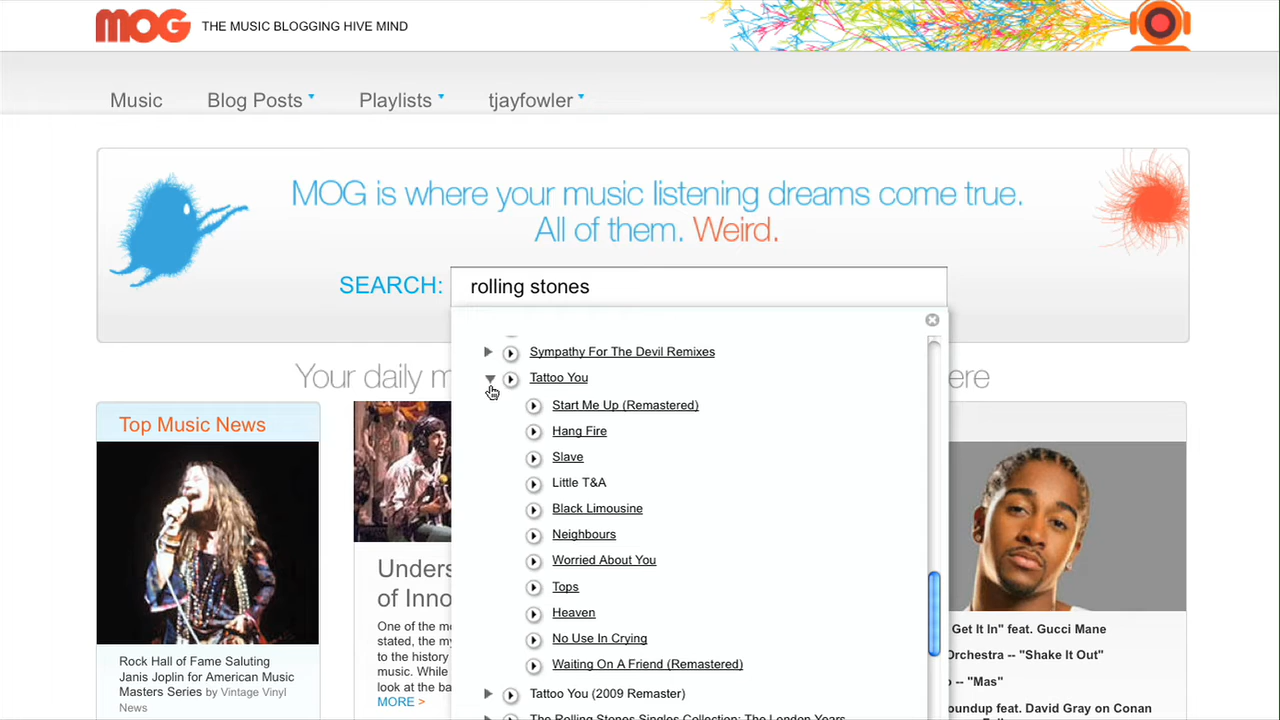 MOG THE MUSIC BLOGGING HIVE MIND
Music Blog Posts Playlists tjayfowler
MOG is where your music listening dreams come true.
All of them. Weird.
SEARCH: rolling stones
Sympathy For The Devil Remixes
Tattoo You
Start Me Up (Remastered)
Hang Fire
Slave
Little T&A
Black Limousine
Neighbours
Worried About You
Tops
Heaven
No Use In Crying
Waiting On A Friend (Remastered)
Tattoo You (2009 Remaster)
The Rolling Stones Singles Collection: The London Years
Your daily m
ere
Top Music News
Rock Hall of Fame Saluting
Janis Joplin for American Music
Masters Series by Vintage Vinyl
News
Unders
of Inno
One of the mo
stated, the my
to the history
music. While
look at the ba
MORE >
Get It In" feat. Gucci Mane
Orchestra -- "Shake It Out"
-- "Mas"
oundup feat. David Gray on Conan